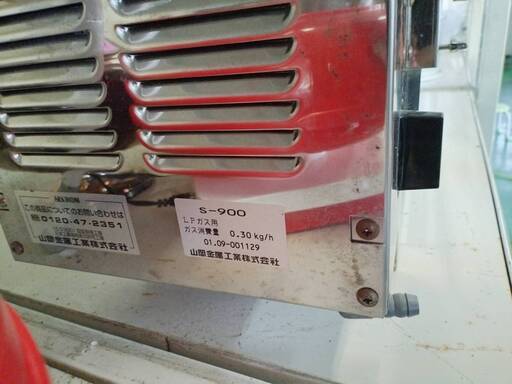 この商品についてのお問い合わせは
0120-47-2351
山岡金属工業株式会社
S-900
LPガス用
ガス消費量 0.30kg/h
01.09-001129
山岡金属工業株式会社